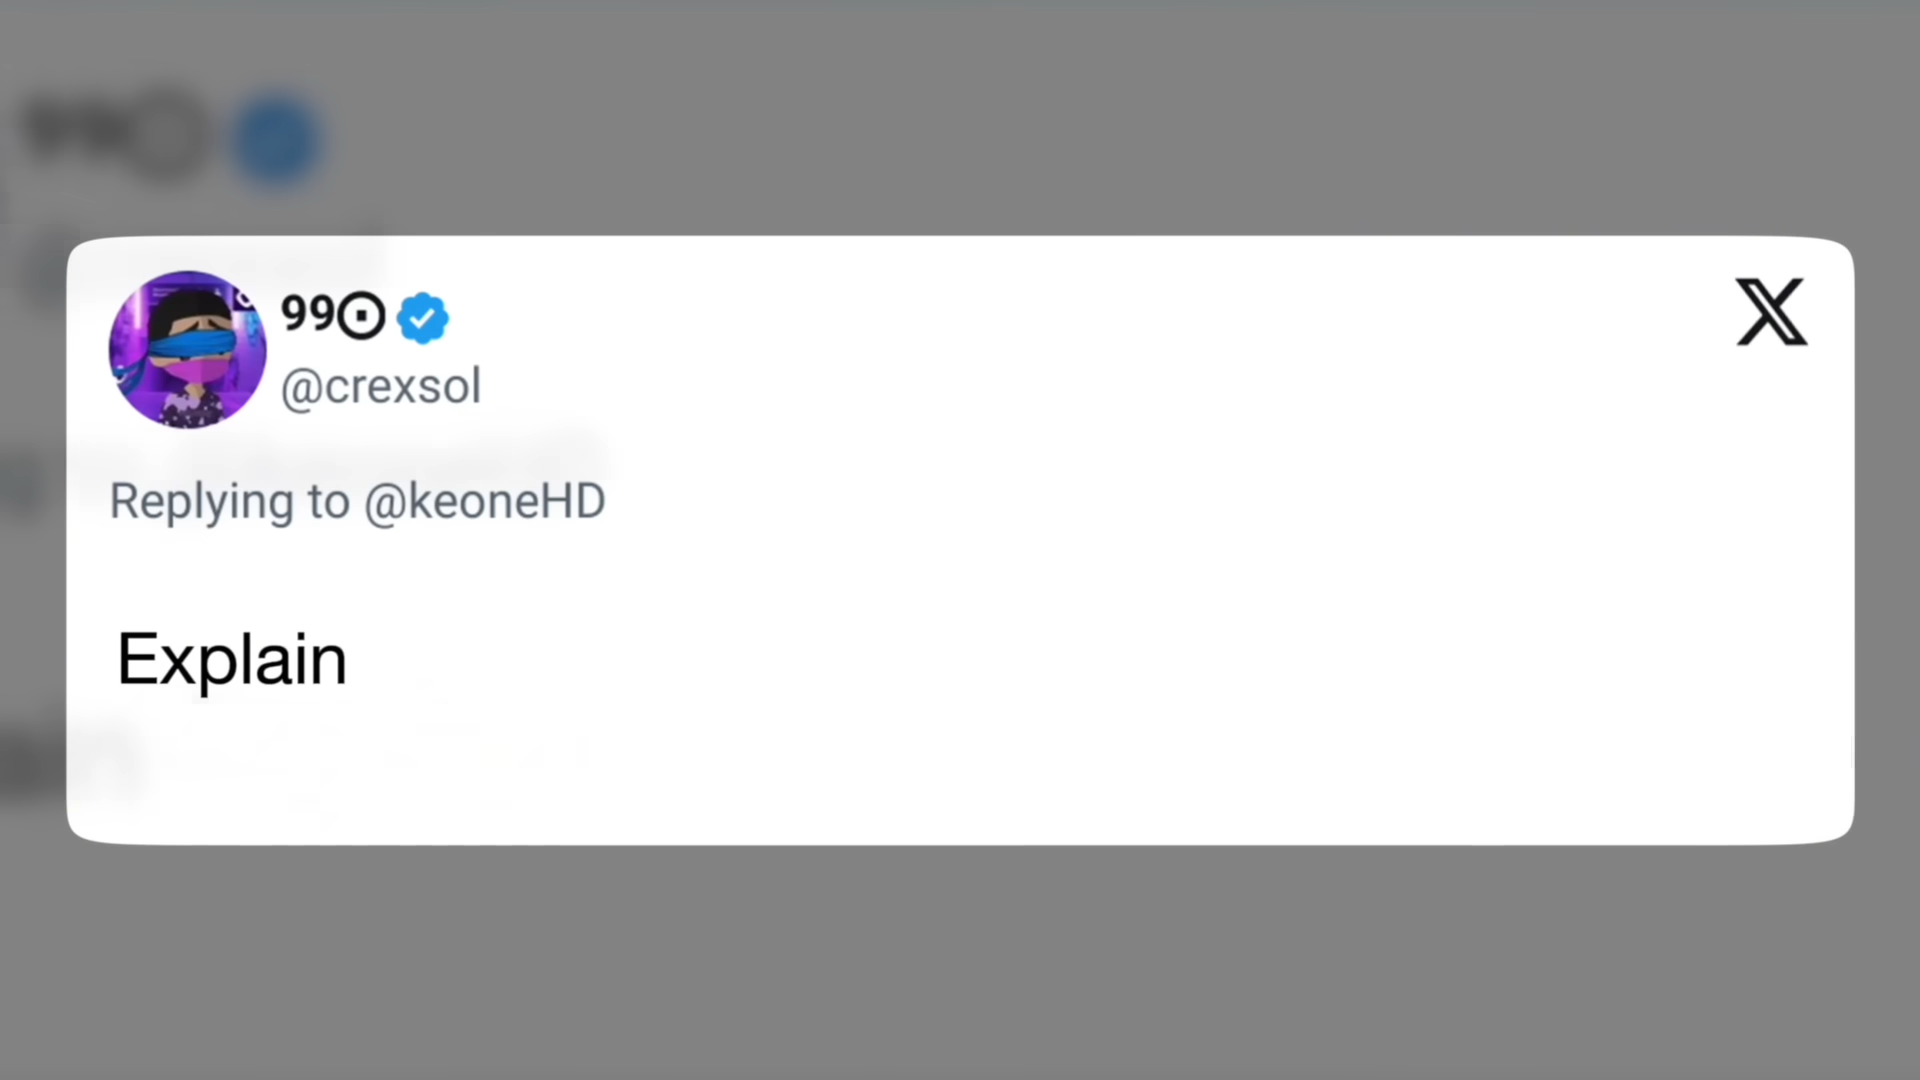 99⊙
@crexsol
Replying to @keoneHD
Explain